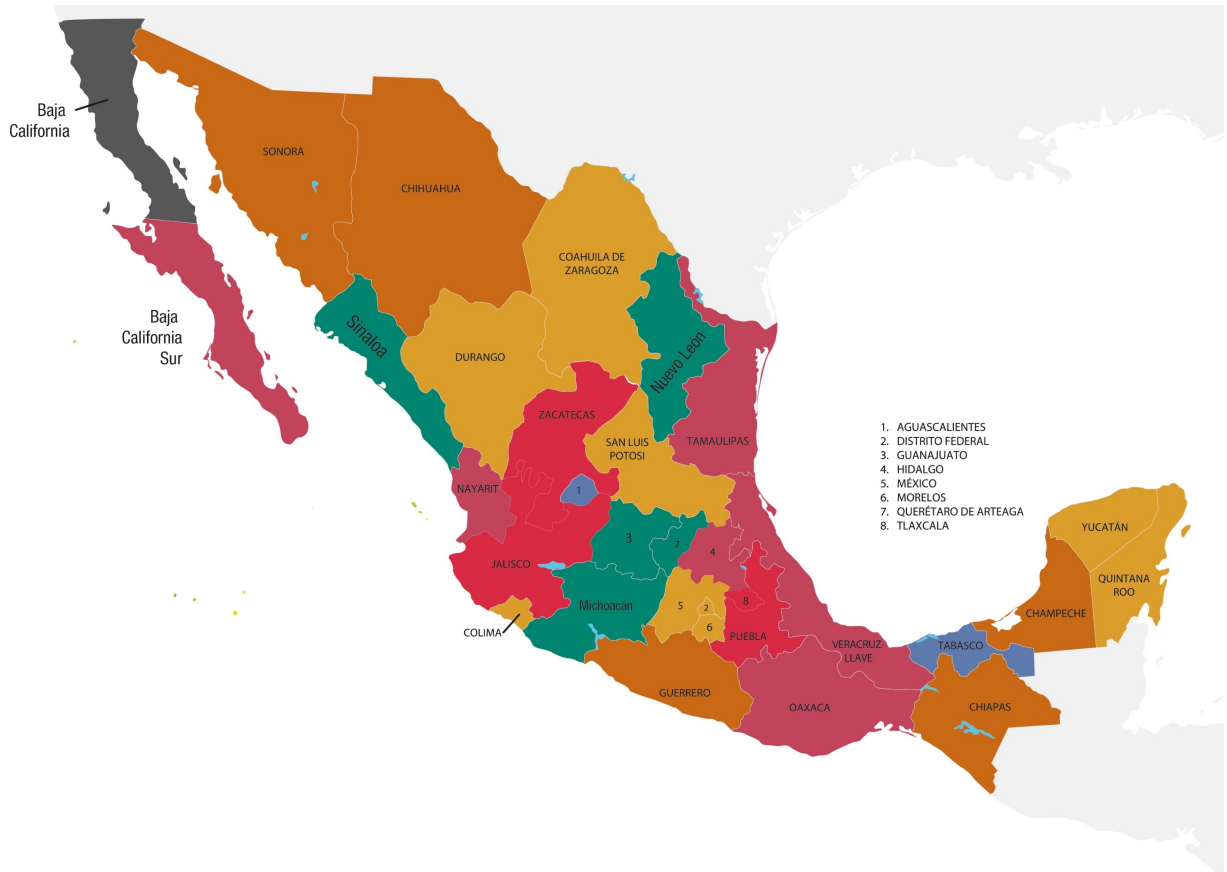 Baja
California
SONORA
CHIHUAHUA
COAHUILA DE
ZARAGOZA
Baja
California
Sur
Sinaloa
DURANGO
Nuevo León
ZACATECAS
SAN LUIS
POTOSI
TAMAULIPAS
NAYARIT
1
3
7
4
JALISCO
Michoacán
5
2
6
8
COLIMA
PUEBLA
GUERRERO
OAXACA
VERACRUZ
LLAVE
TABASCO
CHIAPAS
CHAMPECHE
YUCATÁN
QUINTANA
ROO
1. AGUASCALIENTES
2. DISTRITO FEDERAL
3. GUANAJUATO
4. HIDALGO
5. MÉXICO
6. MORELOS
7. QUERÉTARO DE ARTEAGA
8. TLAXCALA